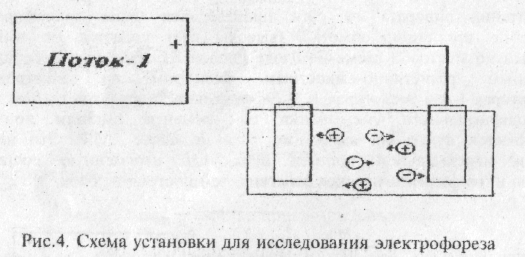 +
Поток-1
Рис.4. Схема установки для исследования электрофореза